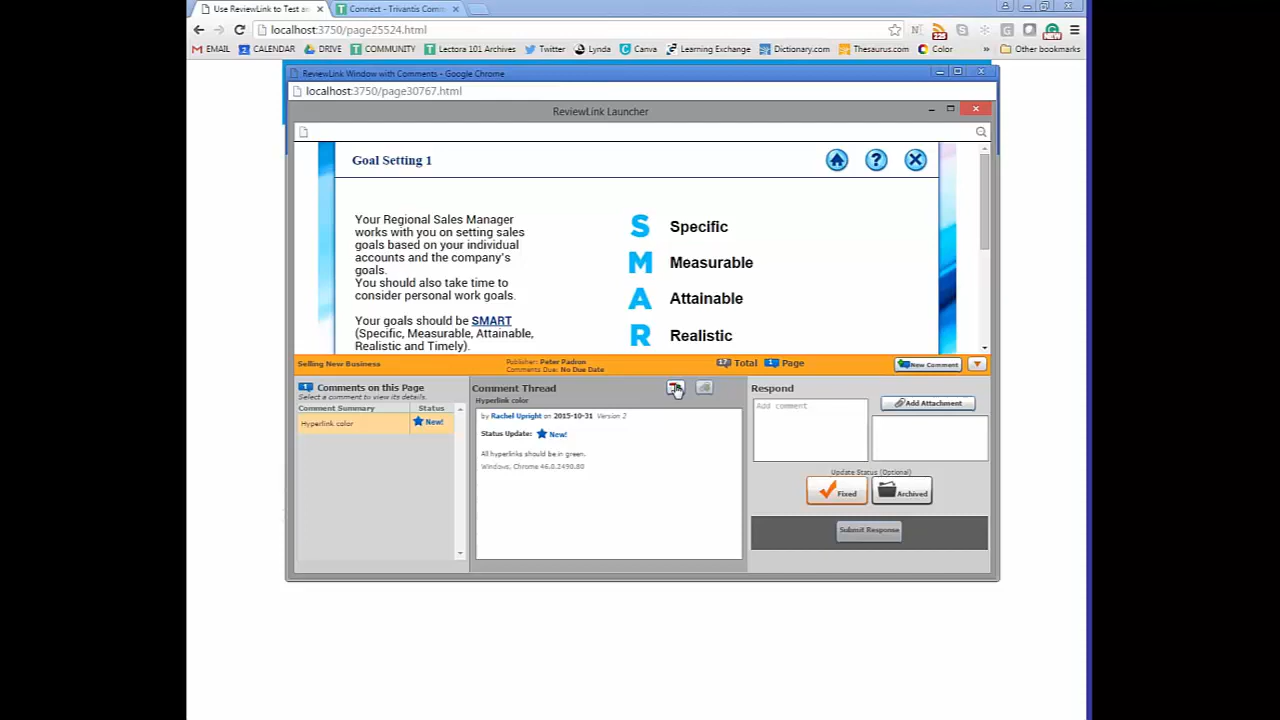 Use ReviewLink to Test an ×
Connect - Trivantis Comm ×
localhost:3750/page25524.html
EMAIL CALENDAR DRIVE COMMUNITY Lectora 101 Archives Twitter Lynda Canva Learning Exchange Dictionary.com Thesaurus.com Color Other bookmarks
ReviewLink Window with Comments - Google Chrome
localhost:3750/page30767.html
ReviewLink Launcher
Goal Setting 1
?
Your Regional Sales Manager
works with you on setting sales
goals based on your individual
accounts and the company's
goals.
You should also take time to
consider personal work goals.
Your goals should be SMART
(Specific, Measurable, Attainable,
Realistic and Timely).
S Specific
M Measurable
A Attainable
R Realistic
Selling New Business
Publisher: Peter Padron
Comments Due: No Due Date
17 Total 1 Page
New Comment
1 Comments on this Page
Select a comment to view its details.
Comment Summary Status
Hyperlink color New!
Comment Thread
Hyperlink color
by Rachel Upright on 2015-10-31 Version 2
Status Update: New!
All hyperlinks should be in green.
Windows, Chrome 46.0.2490.80
Respond
Add comment
Add Attachment
Update Status (Optional)
Fixed
Archived
Submit Response